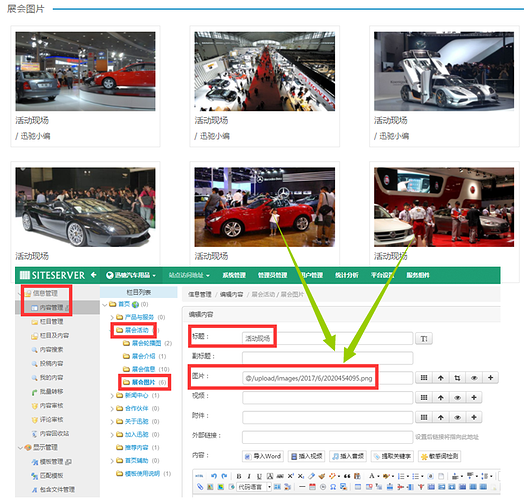 展会图片
活动现场 活动现场 活动现场
/ 迅驰小编 / 迅驰小编 / 迅驰小编
活动现场 活动现场 活动现场
SITESERVER 迅驰汽车用品 站点访问地址 系统管理 管理员管理 用户管理 统计分析 平台设置 服务组件
信息管理 栏目列表 信息管理 / 编辑内容 / 展会活动 / 展会图片
内容管理 首页 (0)
栏目管理 产品与服务 (0) 编辑内容
栏目及内容 展会活动 标题: 活动现场
内容搜索 展会轮播图 (2)
投稿内容 展会介绍 (1) 副标题:
我的内容 展会信息 (10)
批量转移 展会图片 (6) 图片: @/upload/images/2017/6/2020454095.png
内容审核 新闻中心 (1) 视频:
评论审核 合作伙伴 (0)
内容回收站 关于迅驰 (2) 附件:
显示管理 加入迅驰 (0)
模板管理 推荐内容 (1) 外部链接: 设置后链接将指向此地址
匹配模板 首页辅助 (0) 内容: 导入Word 插入视频 插入音频 提取关键字 敏感词检测
包含文件管理 模板使用说明 (1) 代码语言